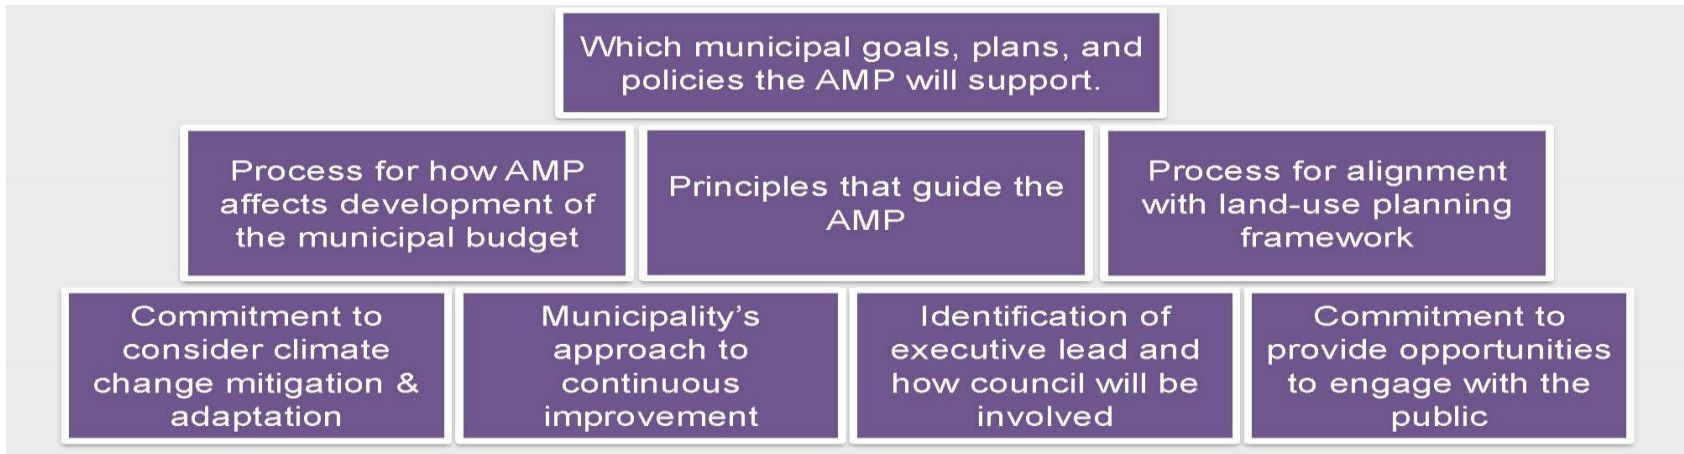 Which municipal goals, plans, and
policies the AMP will support.
Process for how AMP
affects development of
the municipal budget
Principles that guide the
AMP
Process for alignment
with land-use planning
framework
Commitment to
consider climate
change mitigation &
adaptation
Municipality’s
approach to
continuous
improvement
Identification of
executive lead and
how council will be
involved
Commitment to
provide opportunities
to engage with the
public